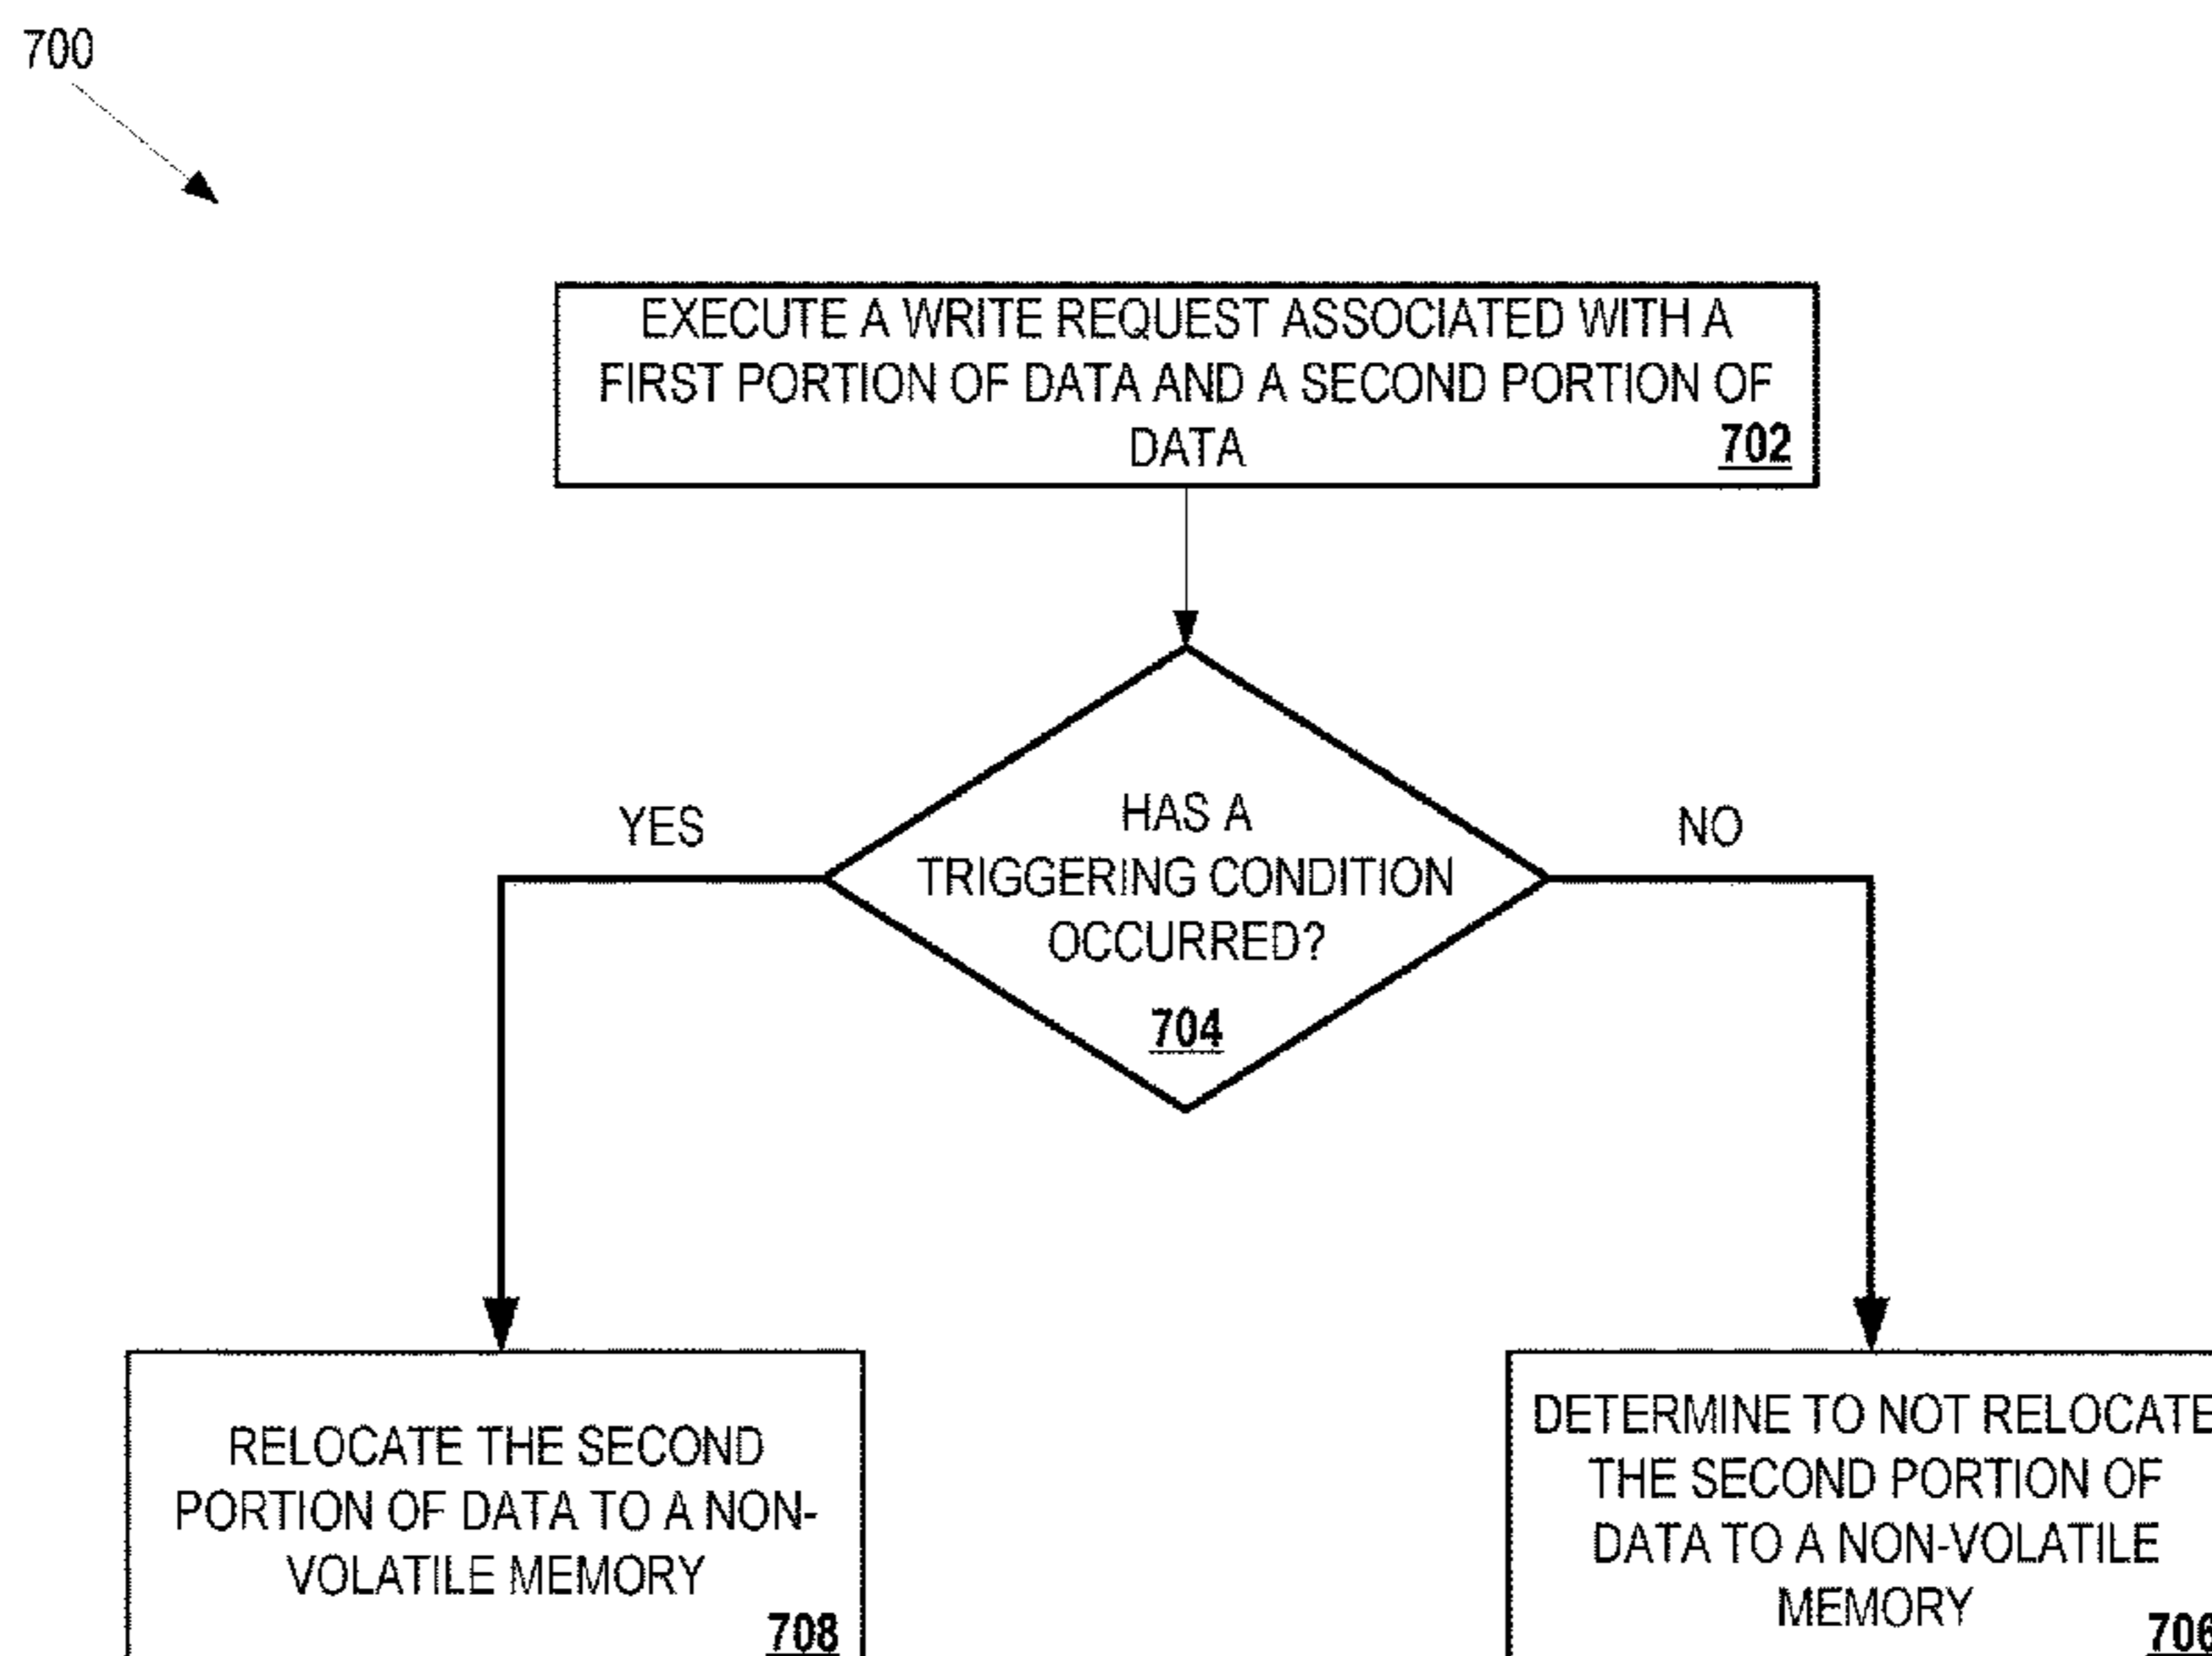 700
EXECUTE A WRITE REQUEST ASSOCIATED WITH A
FIRST PORTION OF DATA AND A SECOND PORTION OF
DATA
702
HAS A
TRIGGERING CONDITION
OCCURRED?
704
YES
NO
RELOCATE THE SECOND
PORTION OF DATA TO A NON-
VOLATILE MEMORY
708
DETERMINE TO NOT RELOCATE
THE SECOND PORTION OF
DATA TO A NON-VOLATILE
MEMORY
706